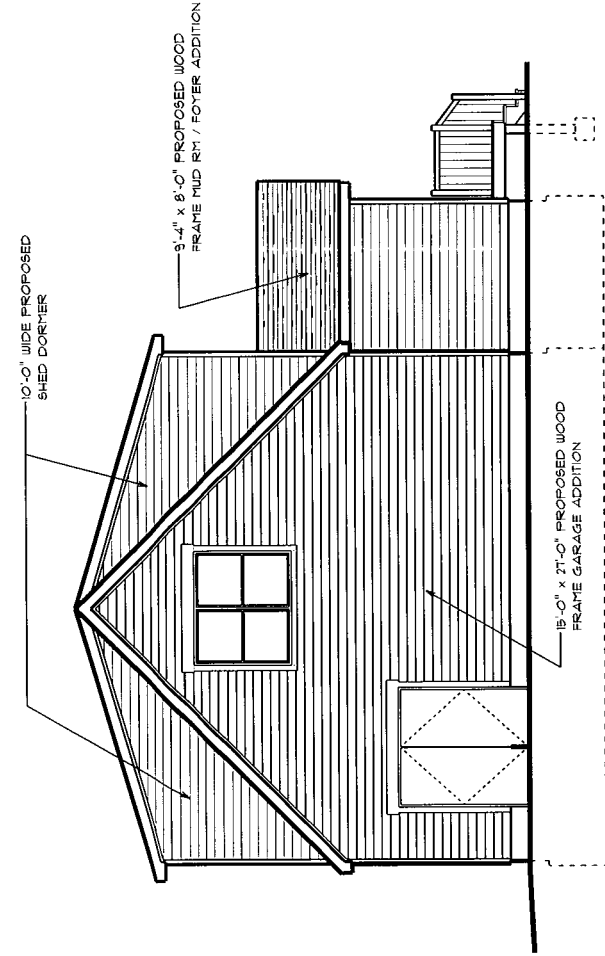 10'-0" WIDE PROPOSED
SHED DORMER
9'-4" x 8'-0" PROPOSED WOOD
FRAME MUD RM / FOYER ADDITION
15'-0" x 27'-0" PROPOSED WOOD
FRAME GARAGE ADDITION